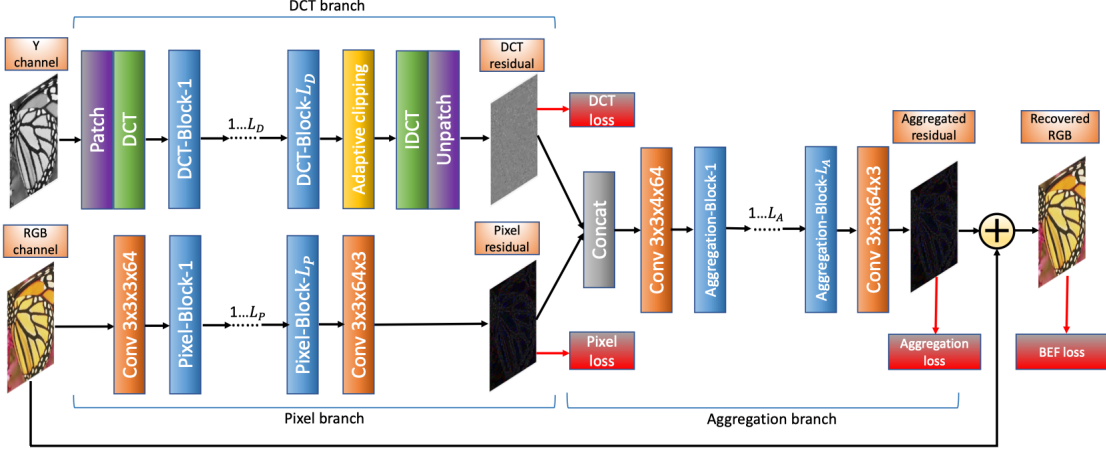 DCT branch
Y
channel
Patch
DCT
DCT-Block-1
1...L_D
DCT-Block-L_D
Adaptive clipping
IDCT
Unpatch
DCT
residual
DCT
loss
RGB
channel
Conv 3x3x3x64
Pixel-Block-1
1...L_P
Pixel-Block-L_P
Conv 3x3x64x3
Pixel
residual
Pixel
loss
Pixel branch
Concat
Conv 3x3x4x64
Aggregation-Block-1
1...L_A
Aggregation-Block-L_A
Conv 3x3x64x3
Aggregated
residual
Aggregation
loss
Aggregation branch
Recovered
RGB
BEF loss